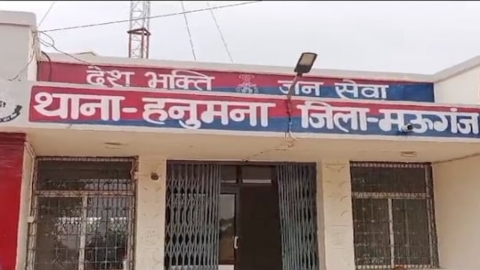 देश भक्ति जन सेवा
थाना-हनुमना जिला-मऊगंज